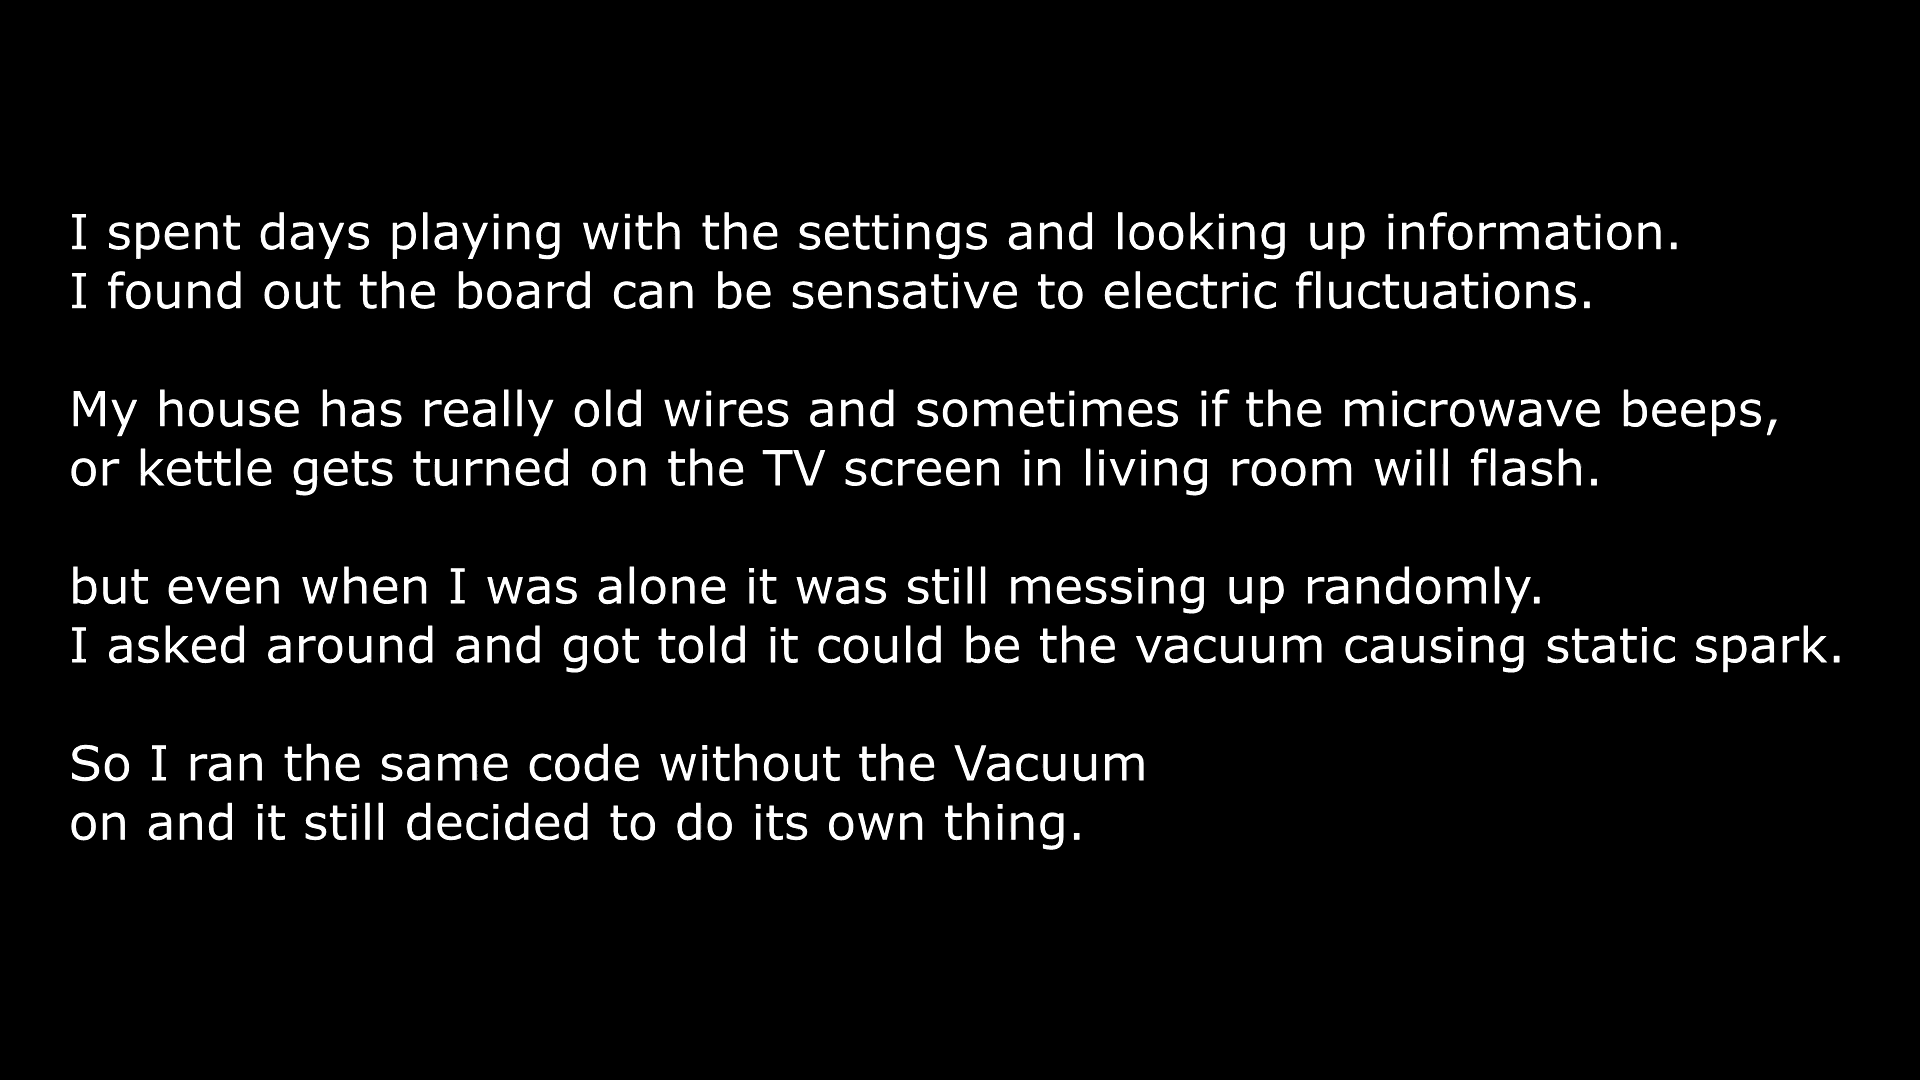 I spent days playing with the settings and looking up information.
I found out the board can be sensative to electric fluctuations.
My house has really old wires and sometimes if the microwave beeps,
or kettle gets turned on the TV screen in living room will flash.
but even when I was alone it was still messing up randomly.
I asked around and got told it could be the vacuum causing static spark.
So I ran the same code without the Vacuum
on and it still decided to do its own thing.